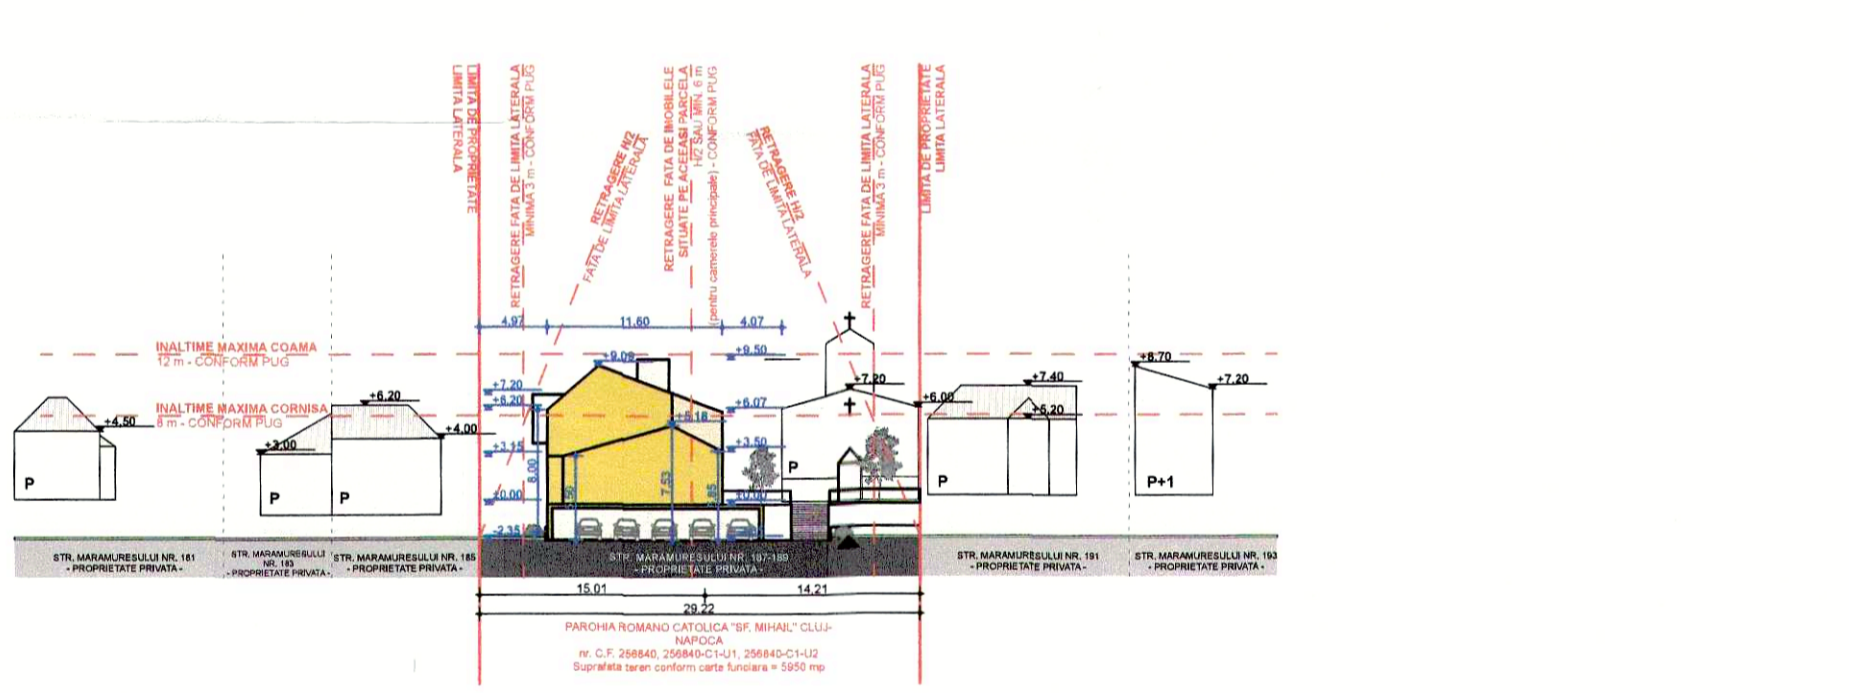 LIMITA DE PROPRIETATE
LIMITA LATERALA
RETRAGERE FATA DE LIMITA LATERALA
MINIMA 3 m - CONFORM PUG
RETRAGERE H/2
FATA DE LIMITA LATERALA
RETRAGERE FATA DE IMOBILELE
SITUATE PE ACEEASI PARCELA
H/2 SAU MIN. 6 m
(pentru camerele principale) - CONFORM PUG
RETRAGERE H/2
FATA DE LIMITA LATERALA
RETRAGERE FATA DE LIMITA LATERALA
MINIMA 3 m - CONFORM PUG
LIMITA DE PROPRIETATE
LIMITA LATERALA
4,97 11,60 4,07
INALTIME MAXIMA COAMA
12 m - CONFORM PUG
+9,09 +9,50 +8.70
+7,20 +7,20 +7,40 +7,20
+6,20 +6,20 +6,07 +6,00
INALTIME MAXIMA CORNISA
8 m - CONFORM PUG
+4,50 +4,00 +5,18 +5,20
+3,00 +3,15 +3,50
8,00 7,53
P P P P P P+1
+0,00 +0,00
-2,35
STR. MARAMURESULUI NR. 181
- PROPRIETATE PRIVATA -
STR. MARAMURESULUI
NR. 183
- PROPRIETATE PRIVATA -
STR. MARAMURESULUI NR. 185
- PROPRIETATE PRIVATA -
STR. MARAMURESULUI NR. 187-189
- PROPRIETATE PRIVATA -
STR. MARAMURESULUI NR. 191
- PROPRIETATE PRIVATA -
STR. MARAMURESULUI NR. 193
- PROPRIETATE PRIVATA -
15,01 14,21
29,22
PAROHIA ROMANO CATOLICA "SF. MIHAIL" CLUJ-
NAPOCA
nr. C.F. 256840, 256840-C1-U1, 256840-C1-U2
Suprafata teren conform carte funciara = 5950 mp